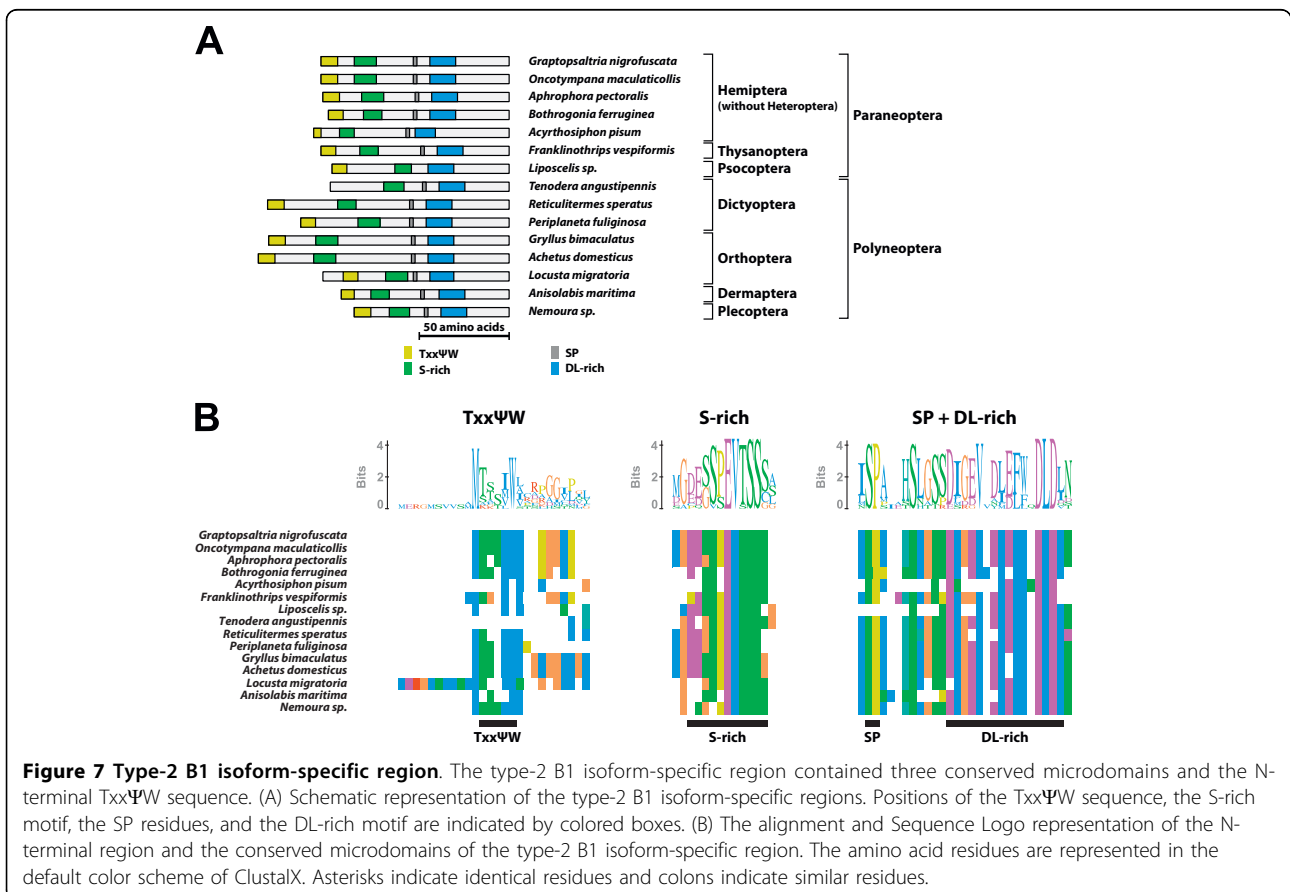 A
Graptopsaltria nigrofuscata
Oncotympana maculaticollis
Aphrophora pectoralis
Bothrogonia ferruginea
Acyrthosiphon pisum
Franklinothrips vespiformis
Liposcelis sp.
Tenodera angustipennis
Reticulitermes speratus
Periplaneta fuliginosa
Gryllus bimaculatus
Achetus domesticus
Locusta migratoria
Anisolabis maritima
Nemoura sp.
Hemiptera
(without Heteroptera)
Thysanoptera
Psocoptera
Dictyoptera
Orthoptera
Dermaptera
Plecoptera
Paraneoptera
Polyneoptera
50 amino acids
TxxΨW
S-rich
SP
DL-rich
B
TxxΨW
S-rich
SP + DL-rich
Bits
4
2
0
Bits
4
2
0
Bits
4
2
0
Graptopsaltria nigrofuscata
Oncotympana maculaticollis
Aphrophora pectoralis
Bothrogonia ferruginea
Acyrthosiphon pisum
Franklinothrips vespiformis
Liposcelis sp.
Tenodera angustipennis
Reticulitermes speratus
Periplaneta fuliginosa
Gryllus bimaculatus
Achetus domesticus
Locusta migratoria
Anisolabis maritima
Nemoura sp.
TxxΨW
S-rich
SP
DL-rich
Figure 7 Type-2 B1 isoform-specific region. The type-2 B1 isoform-specific region contained three conserved microdomains and the N-
terminal TxxΨW sequence. (A) Schematic representation of the type-2 B1 isoform-specific regions. Positions of the TxxΨW sequence, the S-rich
motif, the SP residues, and the DL-rich motif are indicated by colored boxes. (B) The alignment and Sequence Logo representation of the N-
terminal region and the conserved microdomains of the type-2 B1 isoform-specific region. The amino acid residues are represented in the
default color scheme of ClustalX. Asterisks indicate identical residues and colons indicate similar residues.